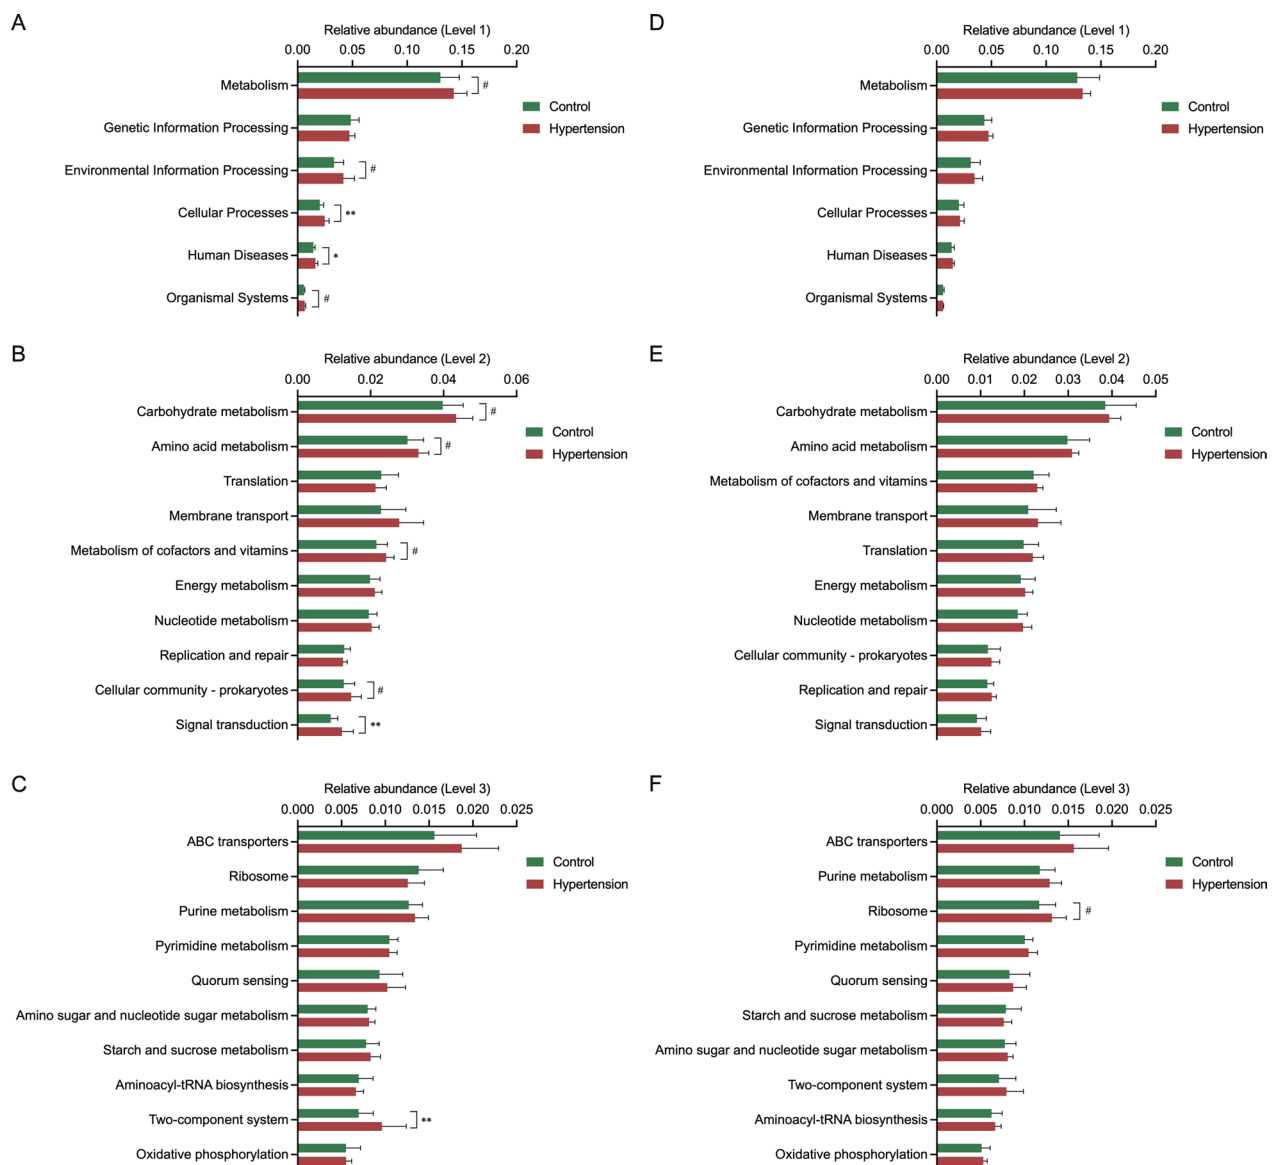 A
Relative abundance (Level 1)
0.00 0.05 0.10 0.15 0.20
Metabolism
#
Control
Genetic Information Processing
Hypertension
Environmental Information Processing
#
Cellular Processes
**
Human Diseases
*
Organismal Systems
#
B
Relative abundance (Level 2)
0.00 0.02 0.04 0.06
Carbohydrate metabolism
#
Control
Amino acid metabolism
#
Hypertension
Translation
Membrane transport
Metabolism of cofactors and vitamins
#
Energy metabolism
Nucleotide metabolism
Replication and repair
Cellular community - prokaryotes
#
Signal transduction
**
C
Relative abundance (Level 3)
0.000 0.005 0.010 0.015 0.020 0.025
ABC transporters
Control
Ribosome
Hypertension
Purine metabolism
Pyrimidine metabolism
Quorum sensing
Amino sugar and nucleotide sugar metabolism
Starch and sucrose metabolism
Aminoacyl-tRNA biosynthesis
Two-component system
**
Oxidative phosphorylation
D
Relative abundance (Level 1)
0.00 0.05 0.10 0.15 0.20
Metabolism
Control
Genetic Information Processing
Hypertension
Environmental Information Processing
Cellular Processes
Human Diseases
Organismal Systems
E
Relative abundance (Level 2)
0.00 0.01 0.02 0.03 0.04 0.05
Carbohydrate metabolism
Control
Amino acid metabolism
Hypertension
Metabolism of cofactors and vitamins
Membrane transport
Translation
Energy metabolism
Nucleotide metabolism
Cellular community - prokaryotes
Replication and repair
Signal transduction
F
Relative abundance (Level 3)
0.000 0.005 0.010 0.015 0.020 0.025
ABC transporters
Control
Purine metabolism
Hypertension
Ribosome
#
Pyrimidine metabolism
Quorum sensing
Starch and sucrose metabolism
Amino sugar and nucleotide sugar metabolism
Two-component system
Aminoacyl-tRNA biosynthesis
Oxidative phosphorylation